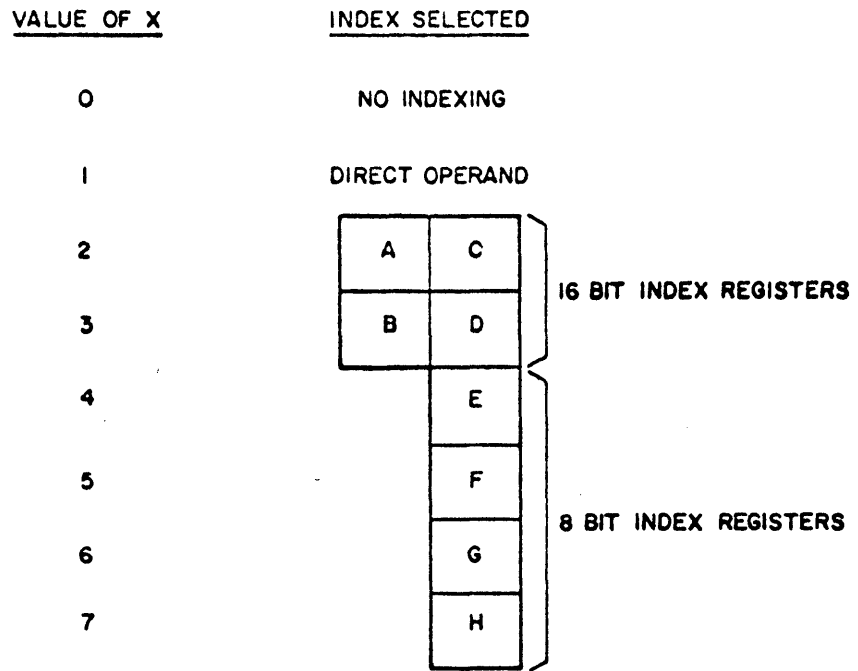 VALUE OF X INDEX SELECTED
0 NO INDEXING
1 DIRECT OPERAND
2 A C
16 BIT INDEX REGISTERS
3 B D
4 E
5 F
8 BIT INDEX REGISTERS
6 G
7 H